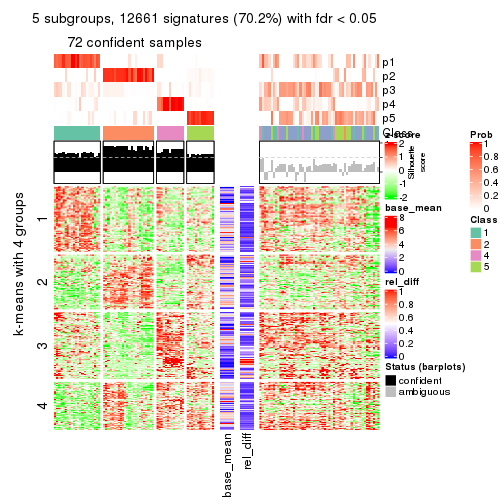 5 subgroups, 12661 signatures (70.2%) with fdr < 0.05
72 confident samples
p1
p2
p3
p4
p5
Class
z-score
2
1
0
-1
-2
Silhouette
score
Prob
1
0.8
0.6
0.4
0.2
0
base_mean
8
6
4
2
0
Class
1
2
4
5
rel_diff
1
0.8
0.6
0.4
0.2
0
Status (barplots)
confident
ambiguous
k-means with 4 groups
1
2
3
4
base_mean
rel_diff